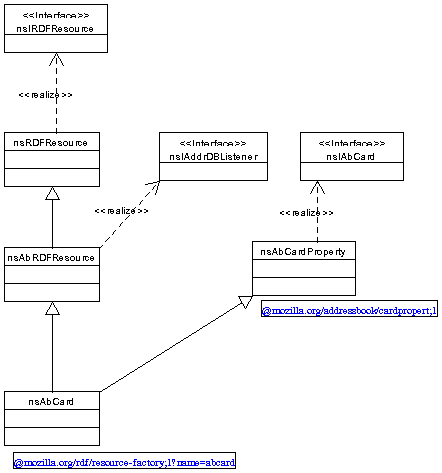 <<Interface>>
nsIRDFResource
<<realize>>
nsRDFResource
<<Interface>>
nsIAddrDBListener
<<Interface>>
nsIAbCard
<<realize>>
<<realize>>
nsAbRDFResource
nsAbCardProperty
@mozilla.org/addressbook/cardpropert;1
nsAbCard
@mozilla.org/rdf/resource-factory;1?name=abcard